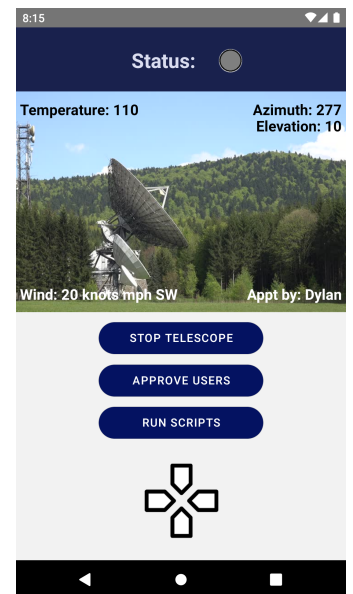 8:15
Status:
Temperature: 110
Azimuth: 277
Elevation: 10
Wind: 20 knots mph SW
Appt by: Dylan
STOP TELESCOPE
APPROVE USERS
RUN SCRIPTS